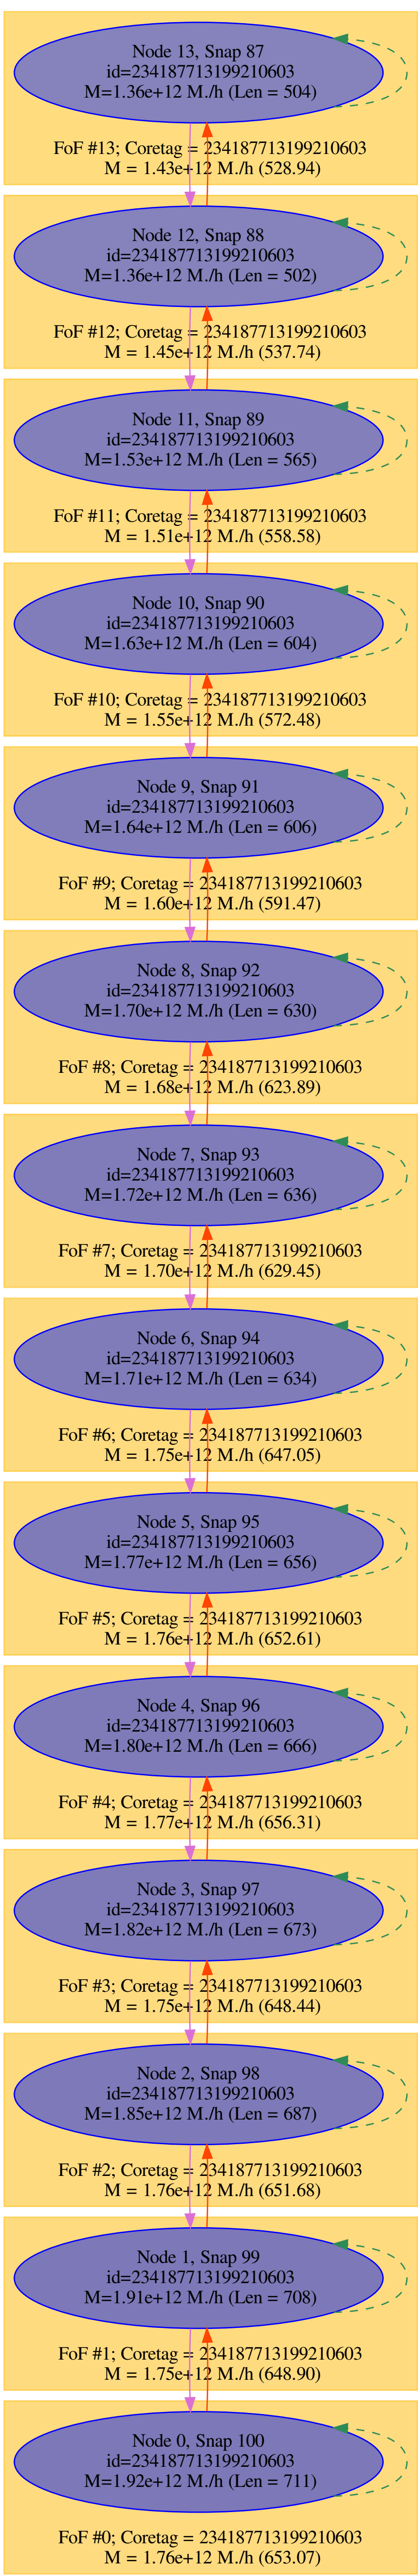 Node 13, Snap 87
id=234187713199210603
M=1.36e+12 M./h (Len = 504)
FoF #13; Coretag = 234187713199210603
M = 1.43e+12 M./h (528.94)
Node 12, Snap 88
id=234187713199210603
M=1.36e+12 M./h (Len = 502)
FoF #12; Coretag = 234187713199210603
M = 1.45e+12 M./h (537.74)
Node 11, Snap 89
id=234187713199210603
M=1.53e+12 M./h (Len = 565)
FoF #11; Coretag = 234187713199210603
M = 1.51e+12 M./h (558.58)
Node 10, Snap 90
id=234187713199210603
M=1.63e+12 M./h (Len = 604)
FoF #10; Coretag = 234187713199210603
M = 1.55e+12 M./h (572.48)
Node 9, Snap 91
id=234187713199210603
M=1.64e+12 M./h (Len = 606)
FoF #9; Coretag = 234187713199210603
M = 1.60e+12 M./h (591.47)
Node 8, Snap 92
id=234187713199210603
M=1.70e+12 M./h (Len = 630)
FoF #8; Coretag = 234187713199210603
M = 1.68e+12 M./h (623.89)
Node 7, Snap 93
id=234187713199210603
M=1.72e+12 M./h (Len = 636)
FoF #7; Coretag = 234187713199210603
M = 1.70e+12 M./h (629.45)
Node 6, Snap 94
id=234187713199210603
M=1.71e+12 M./h (Len = 634)
FoF #6; Coretag = 234187713199210603
M = 1.75e+12 M./h (647.05)
Node 5, Snap 95
id=234187713199210603
M=1.77e+12 M./h (Len = 656)
FoF #5; Coretag = 234187713199210603
M = 1.76e+12 M./h (652.61)
Node 4, Snap 96
id=234187713199210603
M=1.80e+12 M./h (Len = 666)
FoF #4; Coretag = 234187713199210603
M = 1.77e+12 M./h (656.31)
Node 3, Snap 97
id=234187713199210603
M=1.82e+12 M./h (Len = 673)
FoF #3; Coretag = 234187713199210603
M = 1.75e+12 M./h (648.44)
Node 2, Snap 98
id=234187713199210603
M=1.85e+12 M./h (Len = 687)
FoF #2; Coretag = 234187713199210603
M = 1.76e+12 M./h (651.68)
Node 1, Snap 99
id=234187713199210603
M=1.91e+12 M./h (Len = 708)
FoF #1; Coretag = 234187713199210603
M = 1.75e+12 M./h (648.90)
Node 0, Snap 100
id=234187713199210603
M=1.92e+12 M./h (Len = 711)
FoF #0; Coretag = 234187713199210603
M = 1.76e+12 M./h (653.07)